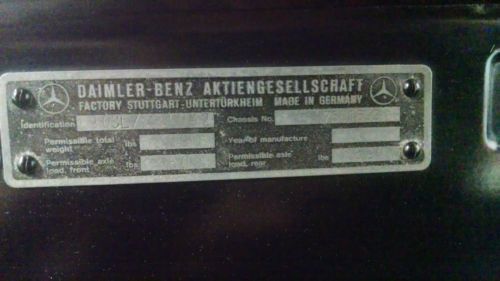 DAIMLER-BENZ AKTIENGESELLSCHAFT
FACTORY STUTTGART-UNTERTÜRKHEIM MADE IN GERMANY
Identification Chassis No.
Permissible total weight lbs Year of manufacture
Permissible axle load, front lbs Permissible axle load, rear lbs